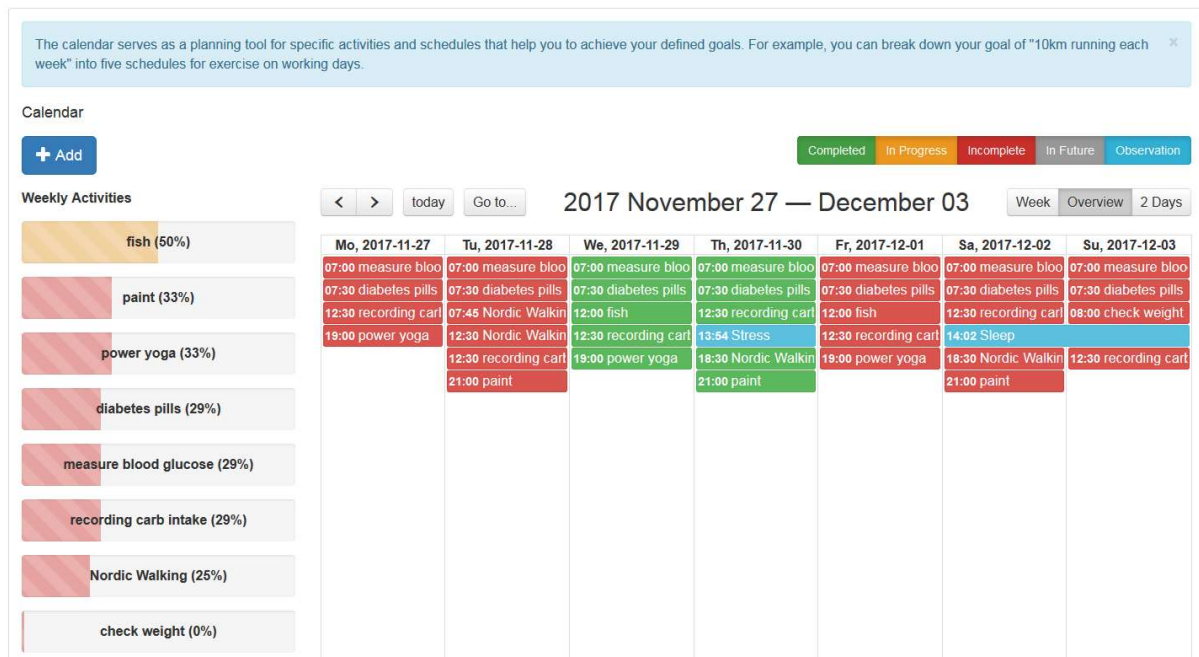 The calendar serves as a planning tool for specific activities and schedules that help you to achieve your defined goals. For example, you can break down your goal of "10km running each
week" into five schedules for exercise on working days.
×
Calendar
+ Add
Completed In Progress Incomplete In Future Observation
Weekly Activities
< > today Go to... 2017 November 27 — December 03 Week Overview 2 Days
fish (50%)
paint (33%)
power yoga (33%)
diabetes pills (29%)
measure blood glucose (29%)
recording carb intake (29%)
Nordic Walking (25%)
check weight (0%)
Mo, 2017-11-27 Tu, 2017-11-28 We, 2017-11-29 Th, 2017-11-30 Fr, 2017-12-01 Sa, 2017-12-02 Su, 2017-12-03
07:00 measure bloo 07:00 measure bloo 07:00 measure bloo 07:00 measure bloo 07:00 measure bloo 07:00 measure bloo 07:00 measure bloo
07:30 diabetes pills 07:30 diabetes pills 07:30 diabetes pills 07:30 diabetes pills 07:30 diabetes pills 07:30 diabetes pills 07:30 diabetes pills
12:30 recording carl 07:45 Nordic Walkin 12:00 fish 12:30 recording cart 12:00 fish 12:30 recording carl 08:00 check weight
19:00 power yoga 12:30 Nordic Walkin 12:30 recording cart 13:54 Stress 12:30 recording cart 14:02 Sleep
12:30 recording cart 19:00 power yoga 18:30 Nordic Walkin 19:00 power yoga 18:30 Nordic Walkin 12:30 recording cart
21:00 paint 21:00 paint 21:00 paint